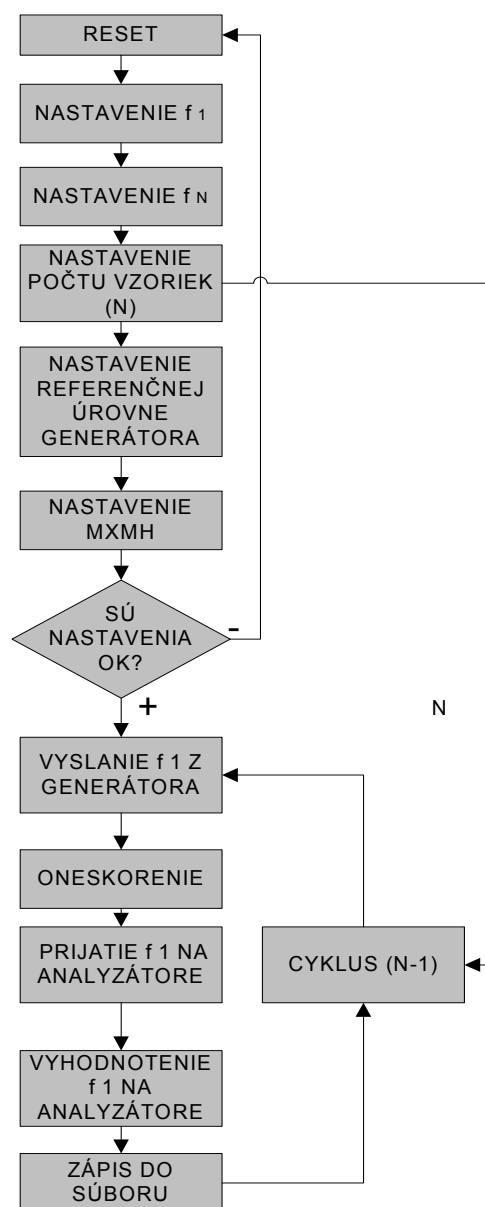 RESET
NASTAVENIE f 1
NASTAVENIE f N
NASTAVENIE
POČTU VZORIEK
(N)
NASTAVENIE
REFERENČNEJ
ÚROVNE
GENERÁTORA
NASTAVENIE
MXMH
SÚ
NASTAVENIA
OK?
-
+
N
VYSLANIE f 1 Z
GENERÁTORA
ONESKORENIE
PRIJATIE f 1 NA
ANALYZÁTORE
CYKLUS (N-1)
VYHODNOTENIE
f 1 NA
ANALYZÁTORE
ZÁPIS DO
SÚBORU